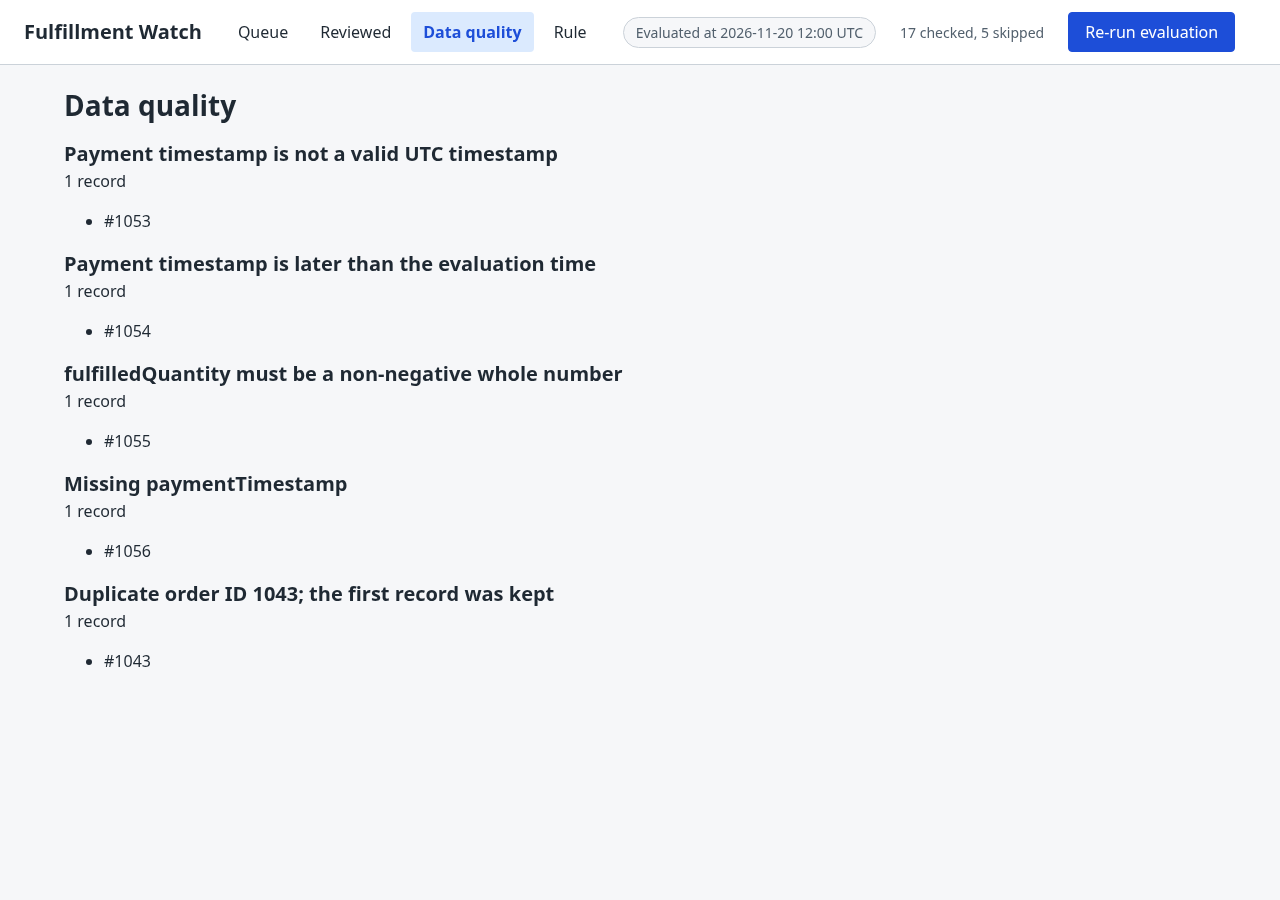 Fulfillment Watch
Queue
Reviewed
Data quality
Rule
Evaluated at 2026-11-20 12:00 UTC
17 checked, 5 skipped
Re-run evaluation
Data quality
Payment timestamp is not a valid UTC timestamp
1 record
#1053
Payment timestamp is later than the evaluation time
1 record
#1054
fulfilledQuantity must be a non-negative whole number
1 record
#1055
Missing paymentTimestamp
1 record
#1056
Duplicate order ID 1043; the first record was kept
1 record
#1043